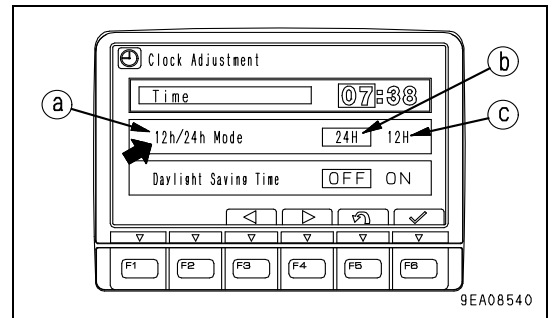 Clock Adjustment
Time 07:38
a b c
12h/24h Mode 24H 12H
Daylight Saving Time OFF ON
F1 F2 F3 F4 F5 F6
9EA08540